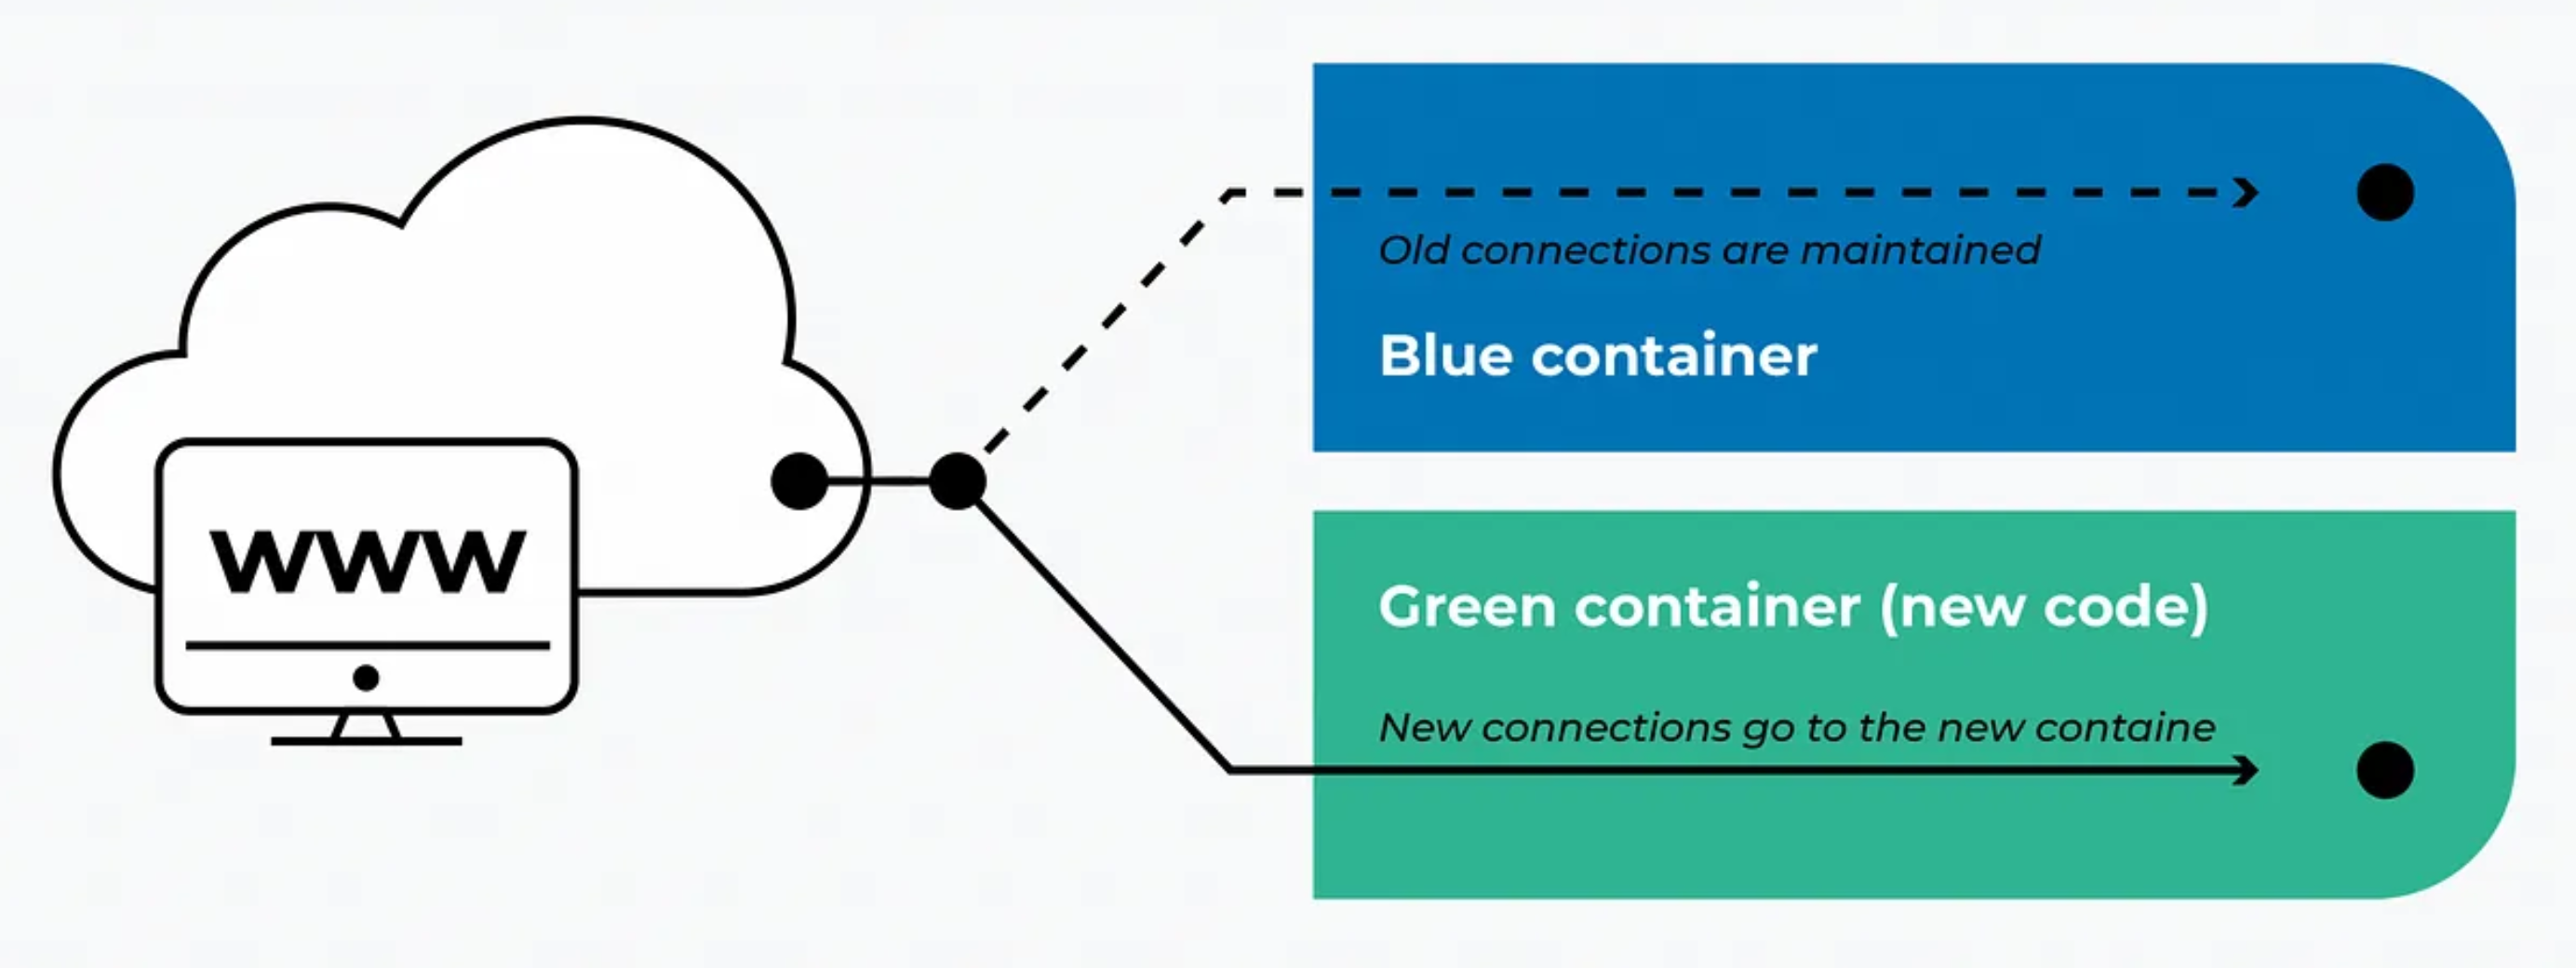 www
Old connections are maintained
Blue container
Green container (new code)
New connections go to the new containe